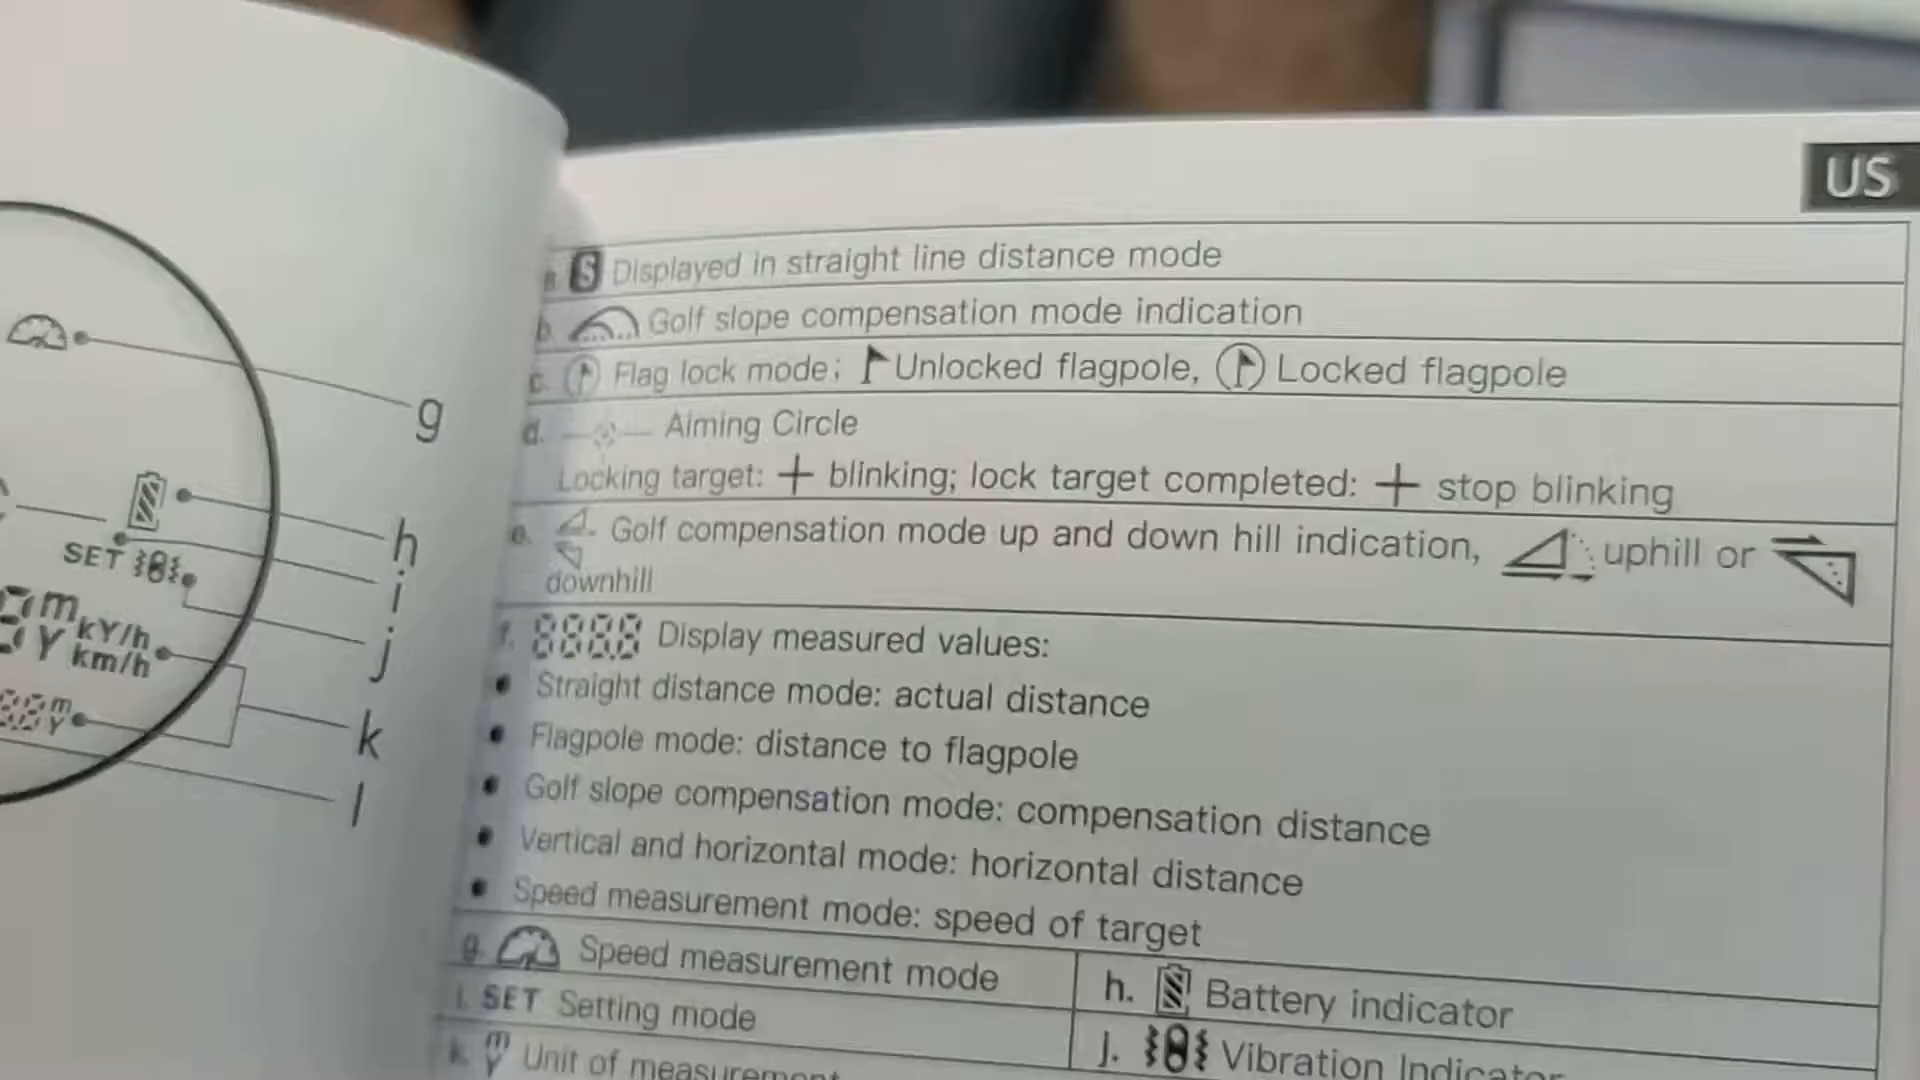 US
a. S Displayed in straight line distance mode
b. Golf slope compensation mode indication
c. Flag lock mode; Unlocked flagpole, Locked flagpole
d. Aiming Circle
Locking target: + blinking; lock target completed: + stop blinking
e. Golf compensation mode up and down hill indication, uphill or
downhill
f. 888.8 Display measured values:
• Straight distance mode: actual distance
• Flagpole mode: distance to flagpole
• Golf slope compensation mode: compensation distance
• Vertical and horizontal mode: horizontal distance
• Speed measurement mode: speed of target
g. Speed measurement mode
h. Battery indicator
i. SET Setting mode
j. Vibration Indicator
k. m Y Unit of measurement
g
h
SET
i
j
m kY/h
Y km/h
k
m
Y
l